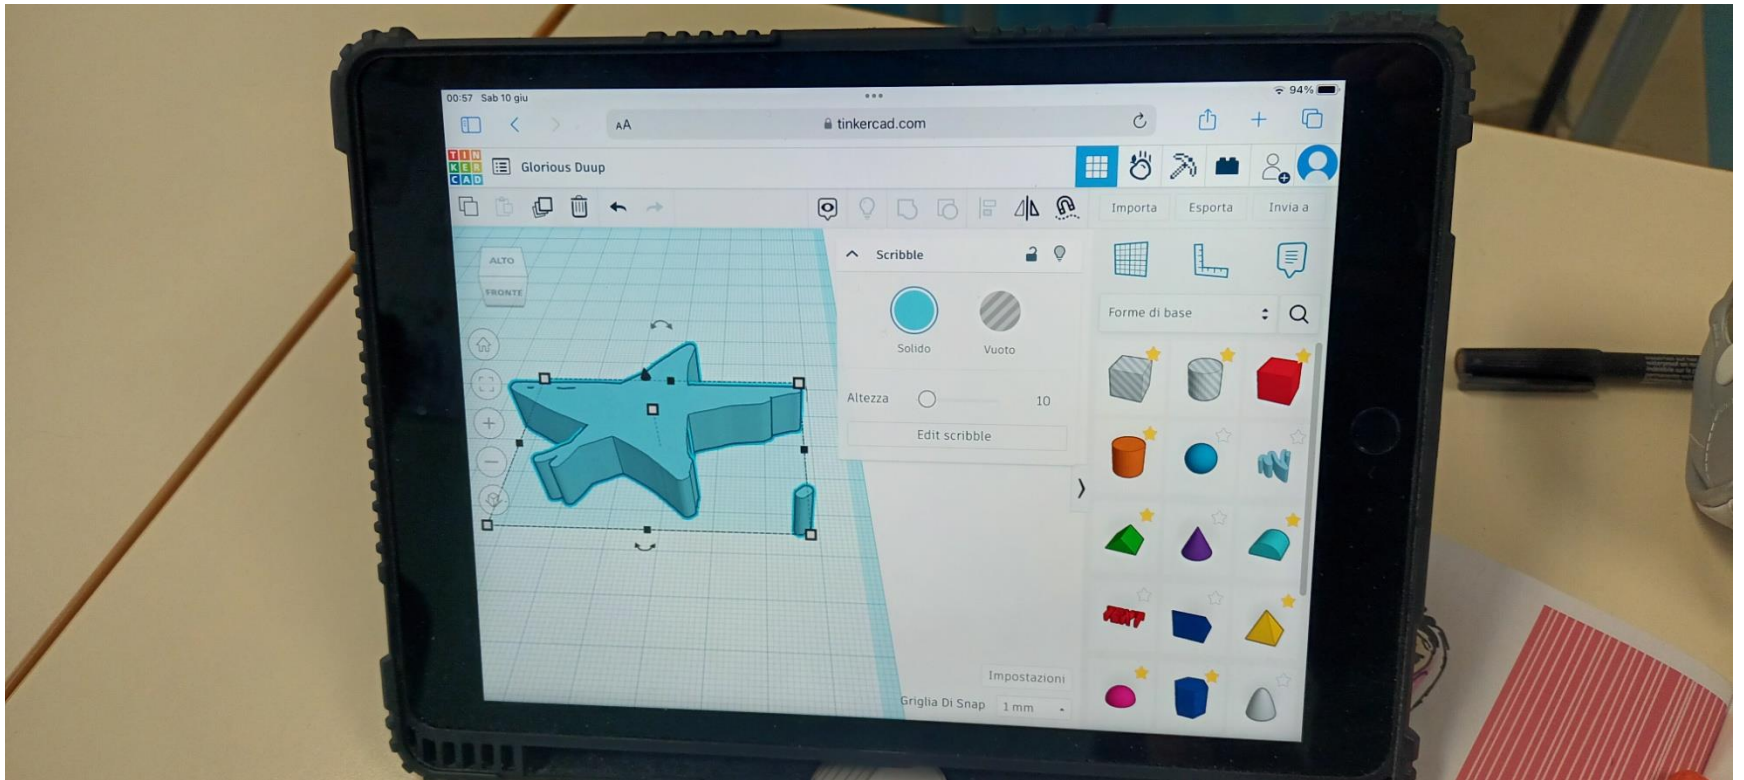 00:57 Sab 10 giu
94%
AA
tinkercad.com
TIN
KER
CAD
Glorious Duup
Importa
Esporta
Invia a
ALTO
FRONTE
Scribble
Solido
Vuoto
Altezza
10
Edit scribble
Forme di base
TEXT
Impostazioni
Griglia Di Snap
1 mm